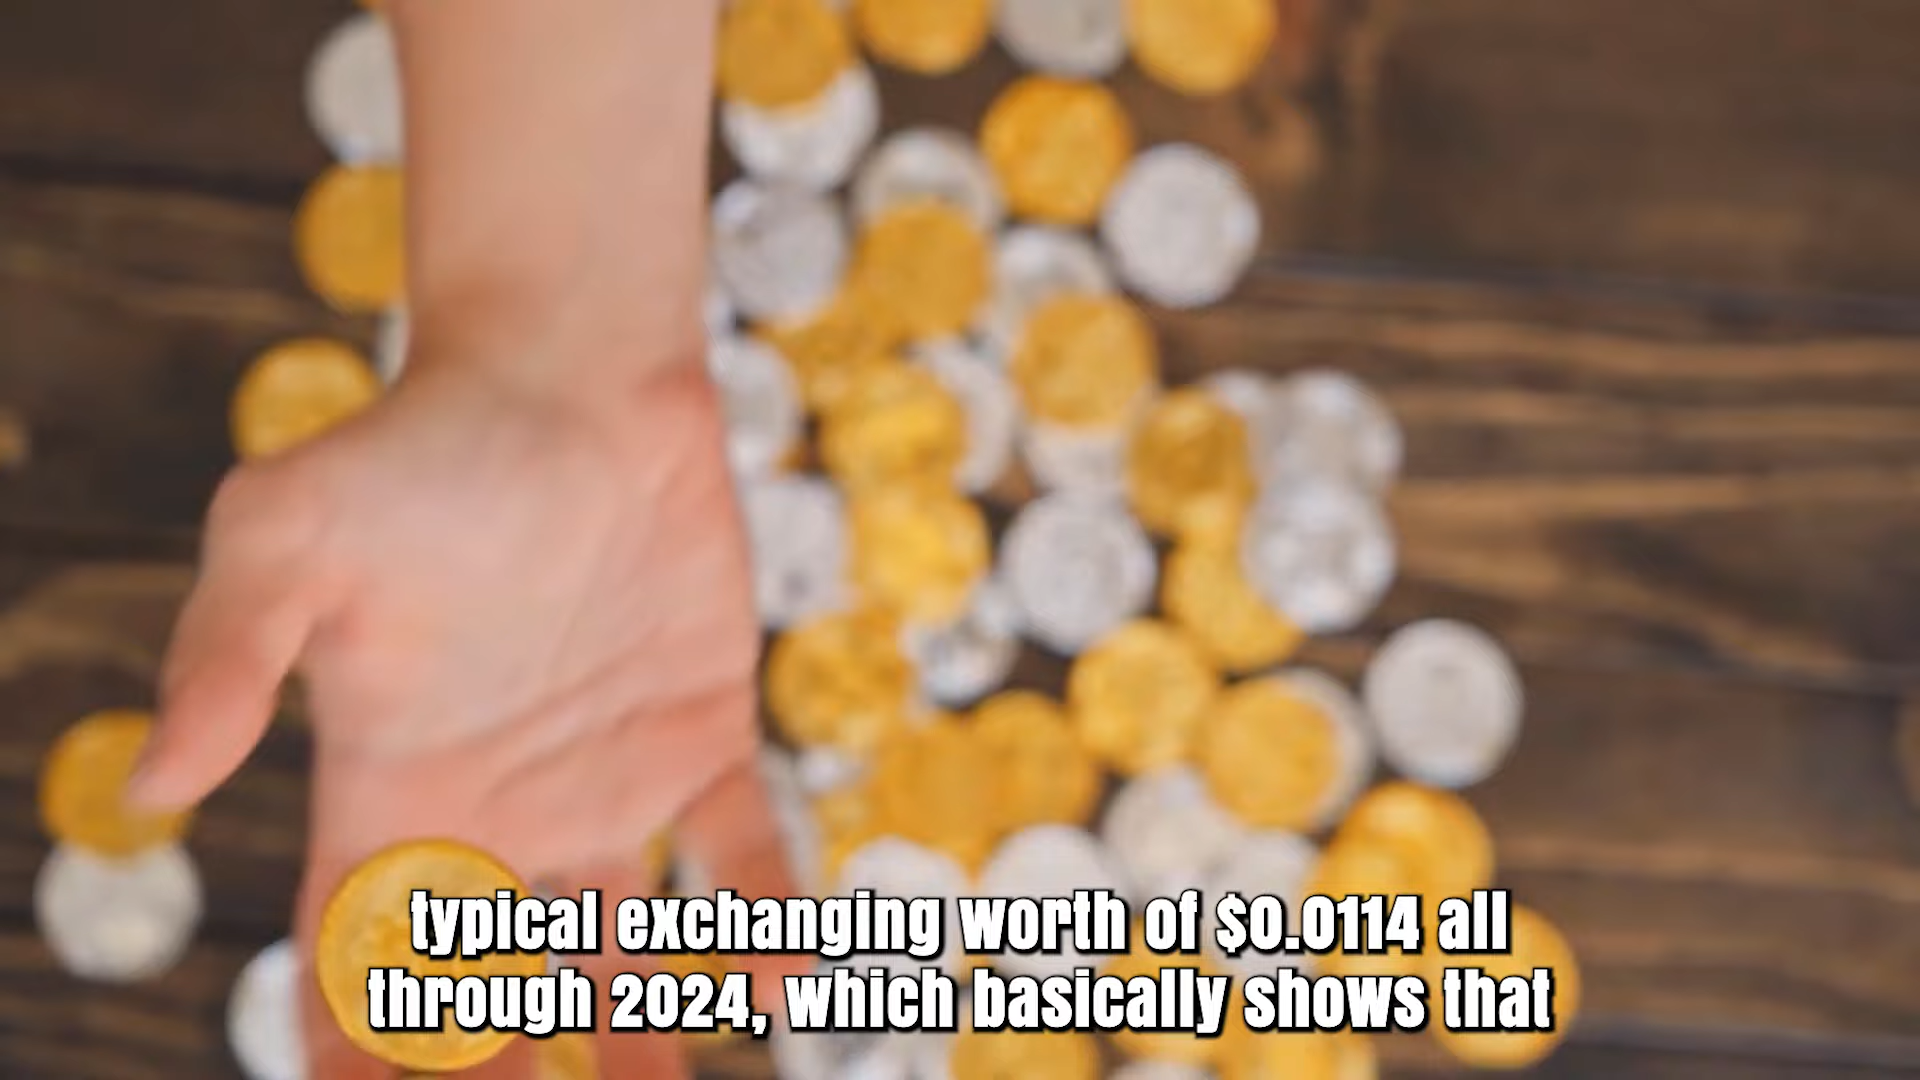 typical exchanging worth of $0.0114 all
through 2024, which basically shows that